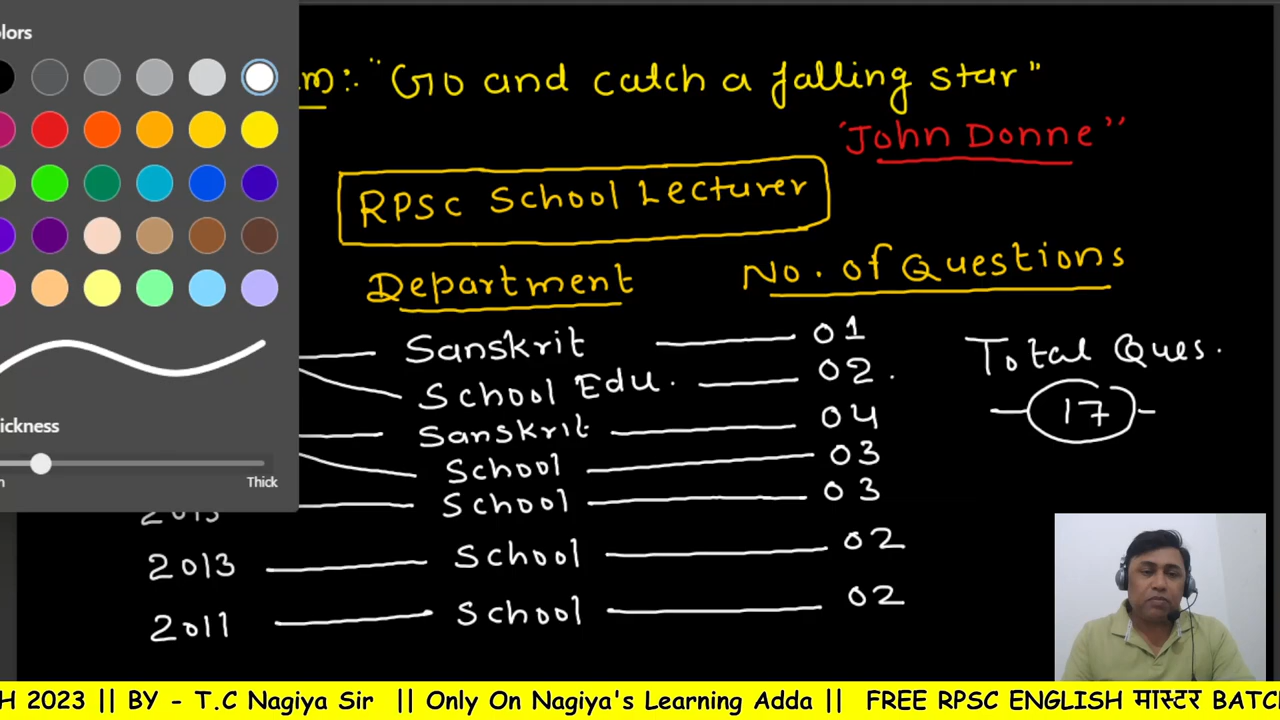 olors
m:- "Go and catch a falling star"
'John Donne"
RPSC School Lecturer
Department No. of Questions
Sanskrit 01
School Edu. 02.
Total Ques.
17
Sanskrit 04
School 03
ickness
Thick
School 03
2013 School 02
2011 School 02
H 2023 || BY - T.C Nagiya Sir || Only On Nagiya's Learning Adda || FREE RPSC ENGLISH मास्टर BATC